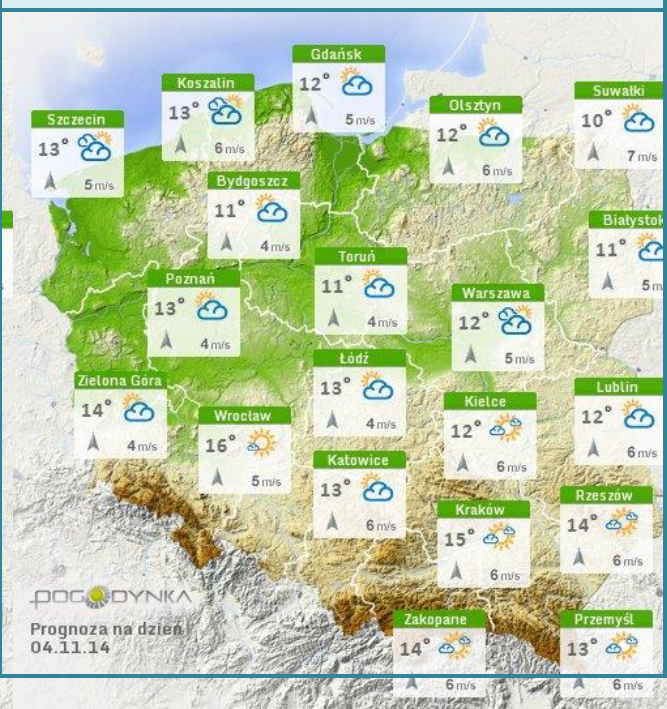 Gdańsk
12°
5 m/s
Koszalin
13°
6 m/s
Suwałki
10°
7 m/s
Olsztyn
12°
6 m/s
Szczecin
13°
5 m/s
Bydgoszcz
11°
4 m/s
Białystok
11°
5 m
Toruń
11°
4 m/s
Poznań
13°
4 m/s
Warszawa
12°
5 m/s
Łódź
13°
4 m/s
Zielona Góra
14°
4 m/s
Lublin
12°
6 m/s
Kielce
12°
6 m/s
Wrocław
16°
5 m/s
Katowice
13°
6 m/s
Rzeszów
14°
6 m/s
Kraków
15°
6 m/s
Zakopane
14°
6 m/s
Przemyśl
13°
6 m/s
POGODYNKA
Prognoza na dzień
04.11.14